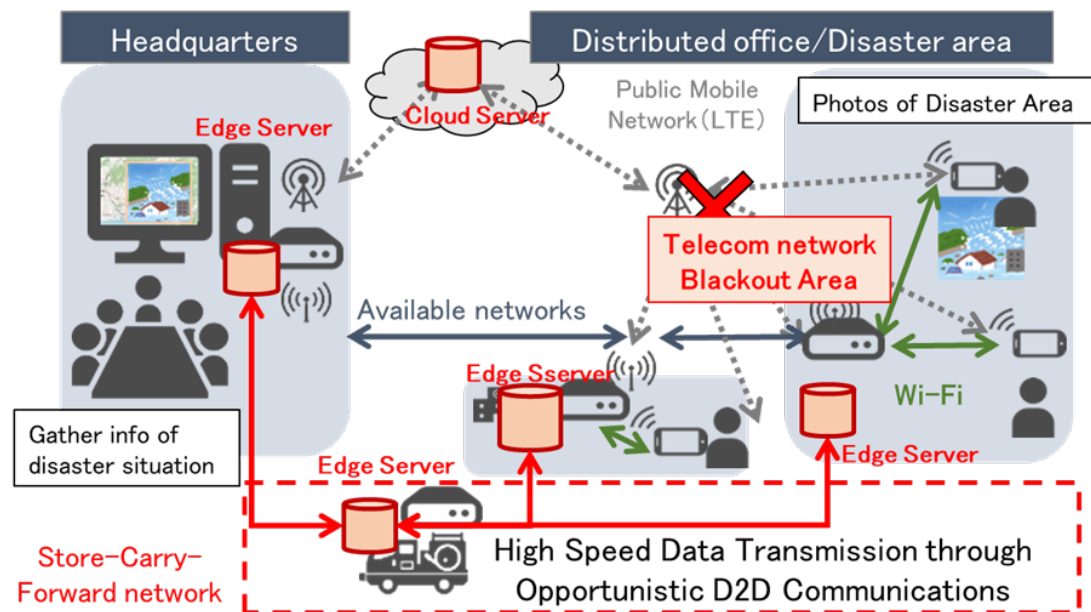 Headquarters
Distributed office/Disaster area
Cloud Server
Public Mobile
Network(LTE)
Photos of Disaster Area
Edge Server
Telecom network
Blackout Area
Available networks
Edge Sserver
Wi-Fi
Gather info of
disaster situation
Edge Server
Edge Server
Store-Carry-
Forward network
High Speed Data Transmission through
Opportunistic D2D Communications